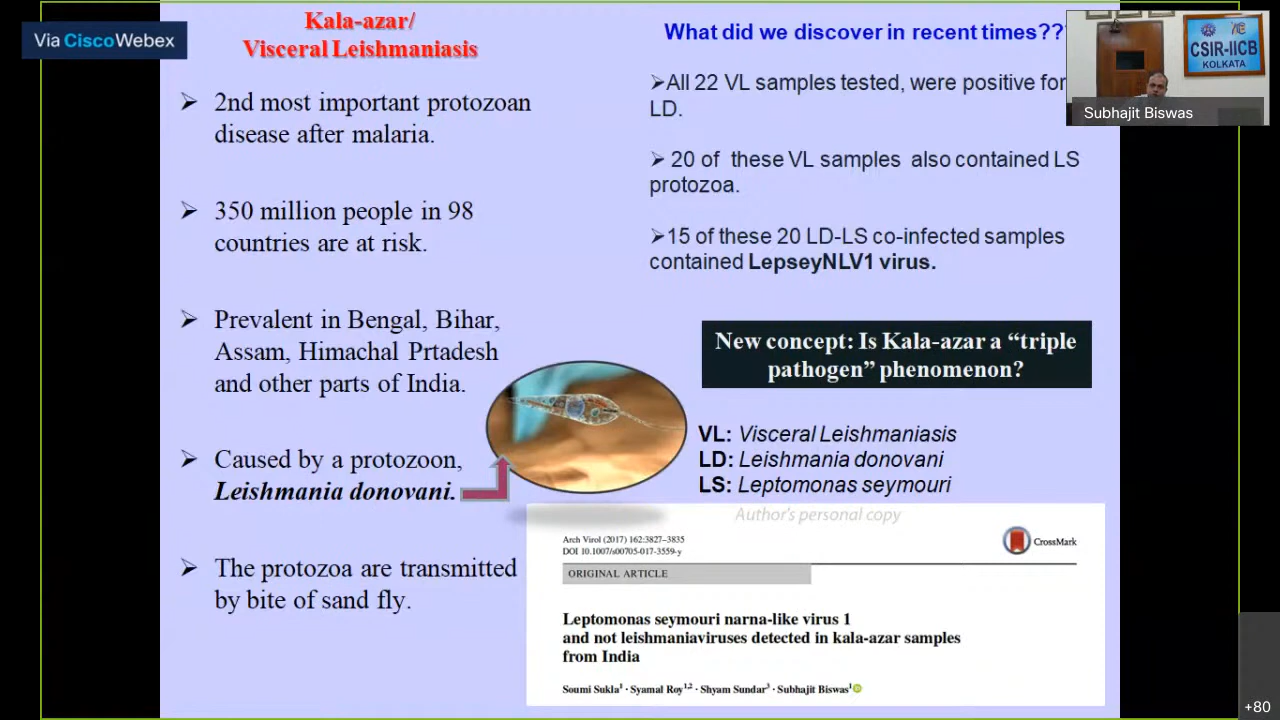 Via Cisco Webex
Kala-azar/
Visceral Leishmaniasis
➢ 2nd most important protozoan
disease after malaria.
➢ 350 million people in 98
countries are at risk.
➢ Prevalent in Bengal, Bihar,
Assam, Himachal Prtadesh
and other parts of India.
➢ Caused by a protozoon,
Leishmania donovani.
➢ The protozoa are transmitted
by bite of sand fly.
What did we discover in recent times??
➢All 22 VL samples tested, were positive for
LD.
➢ 20 of these VL samples also contained LS
protozoa.
➢15 of these 20 LD-LS co-infected samples
contained LepseyNLV1 virus.
New concept: Is Kala-azar a “triple
pathogen” phenomenon?
VL: Visceral Leishmaniasis
LD: Leishmania donovani
LS: Leptomonas seymouri
Author's personal copy
Arch Virol (2017) 162:3827–3835
DOI 10.1007/s00705-017-3559-y
CrossMark
ORIGINAL ARTICLE
Leptomonas seymouri narna-like virus 1
and not leishmaniaviruses detected in kala-azar samples
from India
Soumi Sukla1 · Syamal Roy1,2 · Shyam Sundar3 · Subhajit Biswas1
CSIR-IICB
KOLKATA
Subhajit Biswas
+80